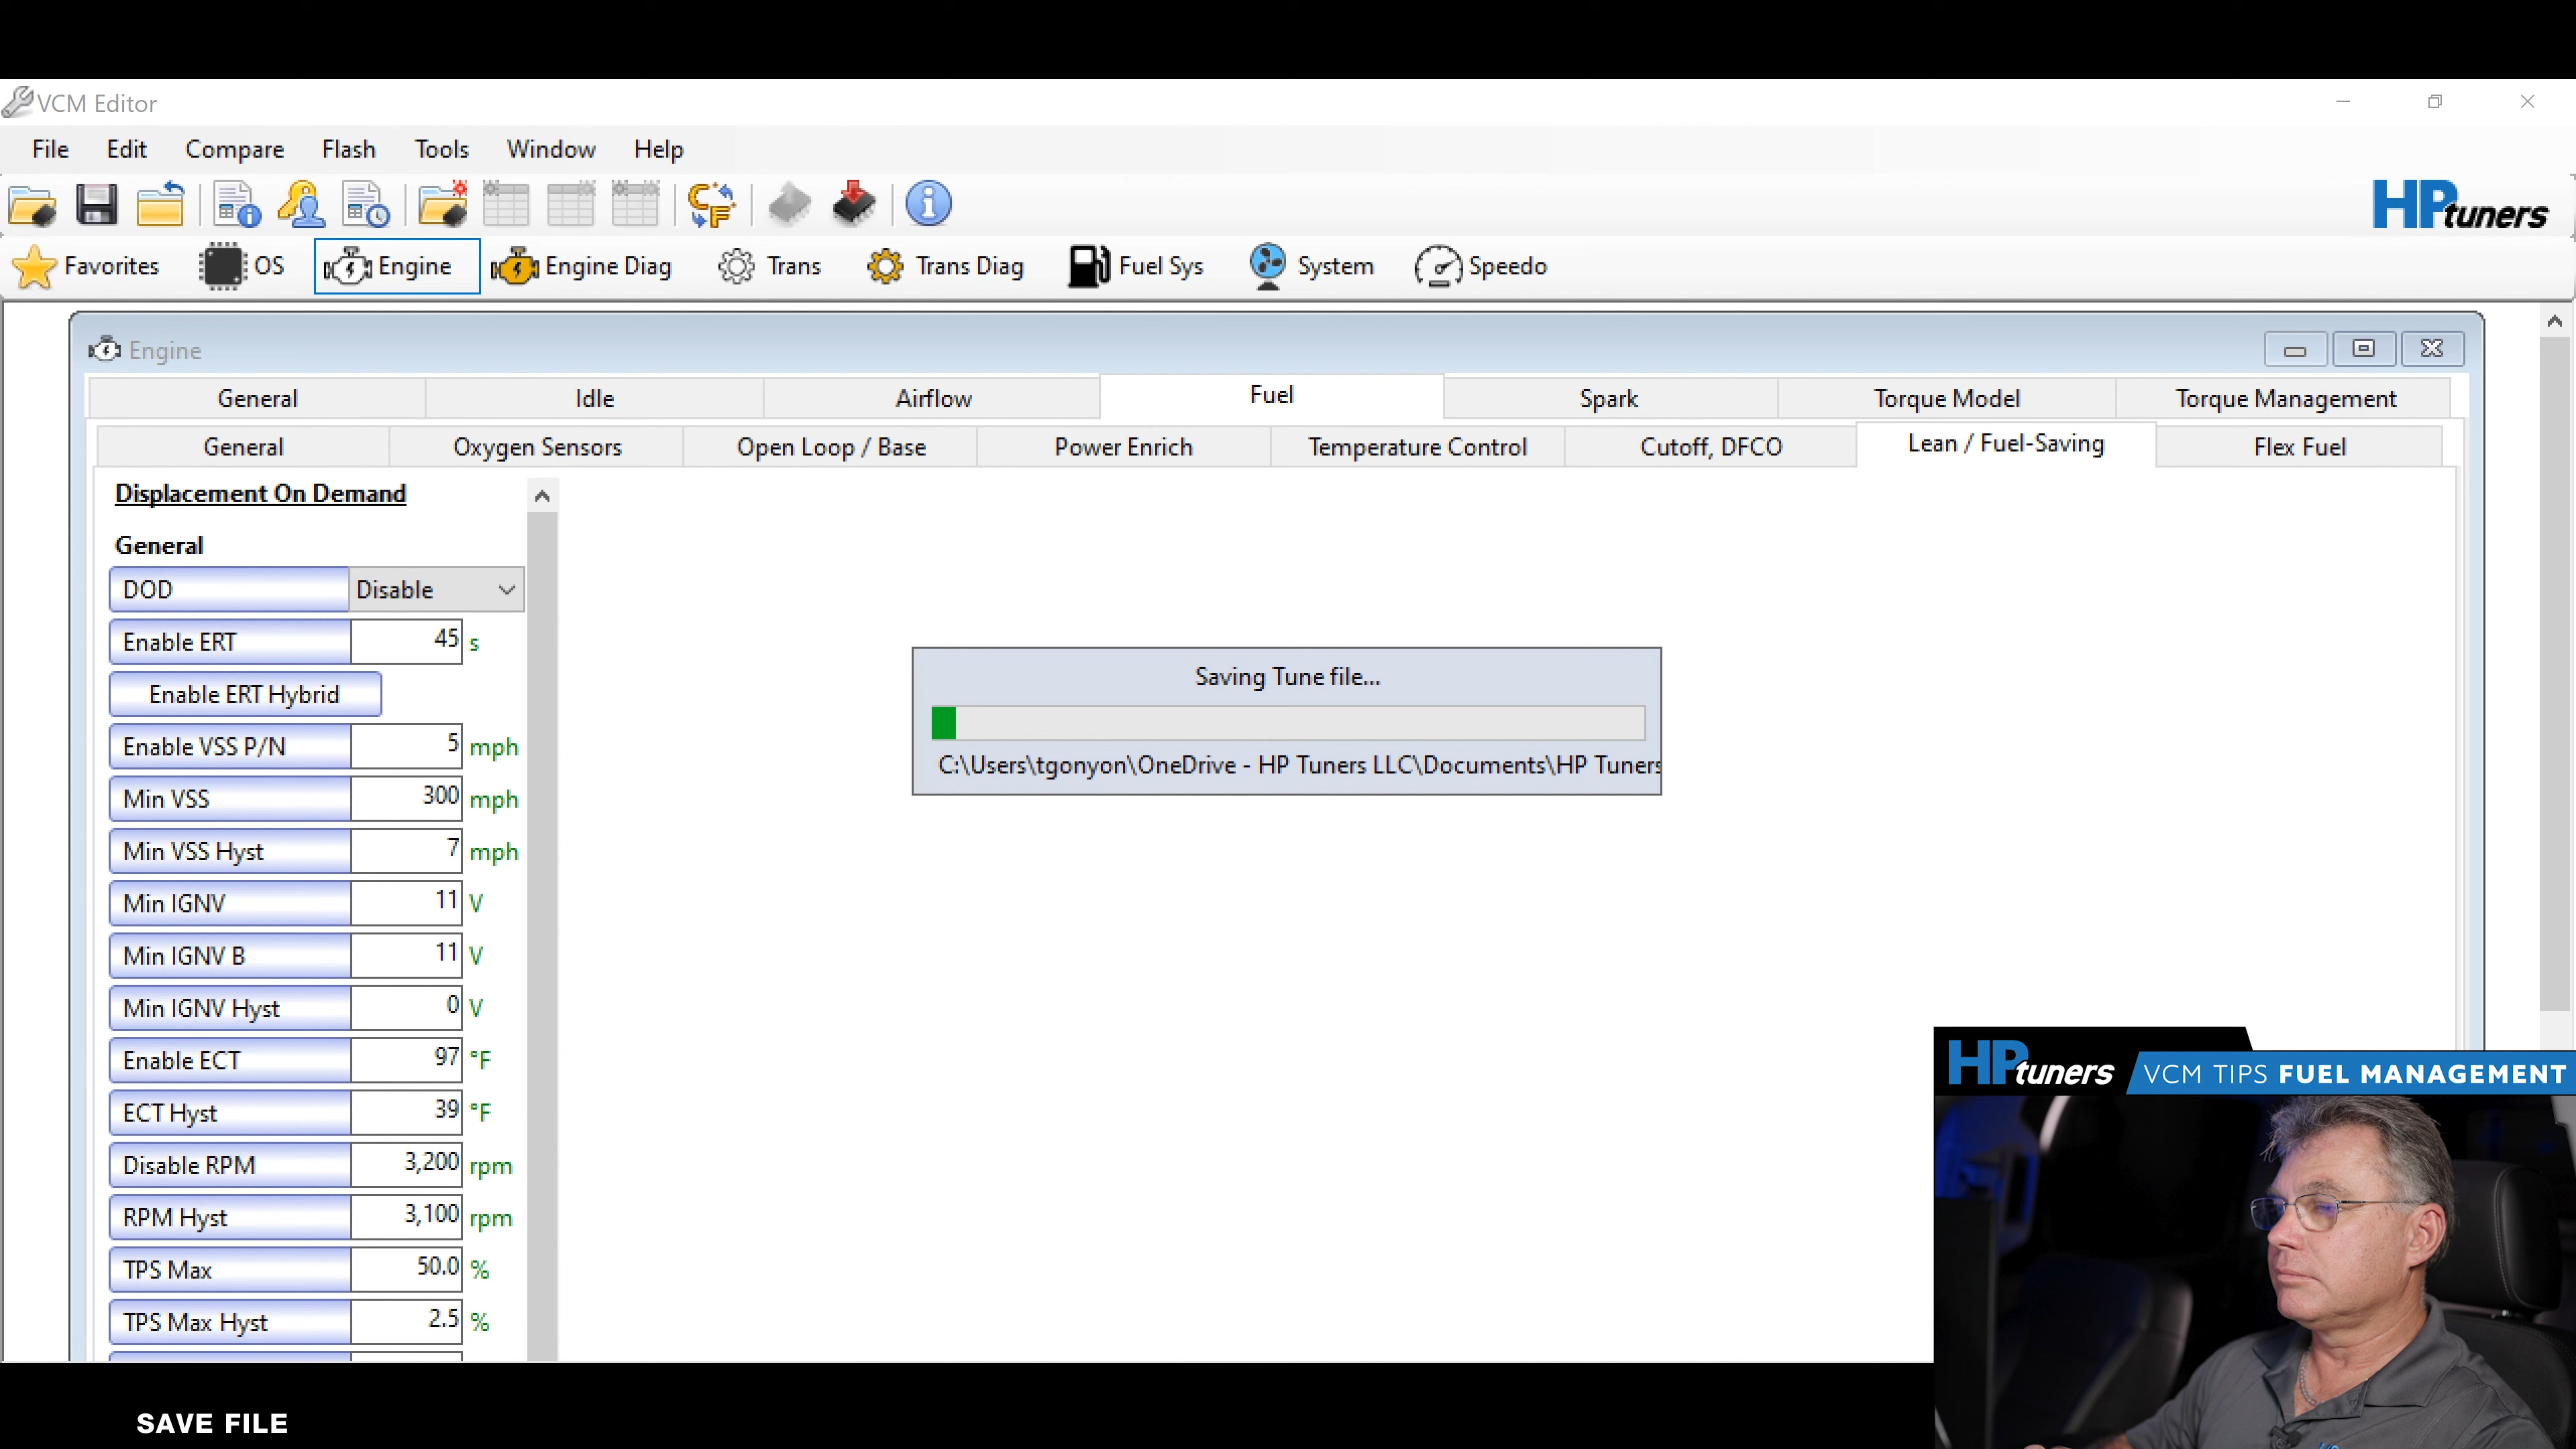 VCM Editor
File Edit Compare Flash Tools Window Help
HPtuners
Favorites OS Engine Engine Diag Trans Trans Diag Fuel Sys System Speedo
Engine
General Idle Airflow Fuel Spark Torque Model Torque Management
General Oxygen Sensors Open Loop / Base Power Enrich Temperature Control Cutoff, DFCO Lean / Fuel-Saving Flex Fuel
Displacement On Demand
General
DOD Disable
Enable ERT 45 s
Enable ERT Hybrid
Enable VSS P/N 5 mph
Min VSS 300 mph
Min VSS Hyst 7 mph
Min IGNV 11 V
Min IGNV B 11 V
Min IGNV Hyst 0 V
Enable ECT 97 °F
ECT Hyst 39 °F
Disable RPM 3,200 rpm
RPM Hyst 3,100 rpm
TPS Max 50.0 %
TPS Max Hyst 2.5 %
Saving Tune file...
C:\Users\tgonyon\OneDrive - HP Tuners LLC\Documents\HP Tuners
HPtuners VCM TIPS FUEL MANAGEMENT
SAVE FILE